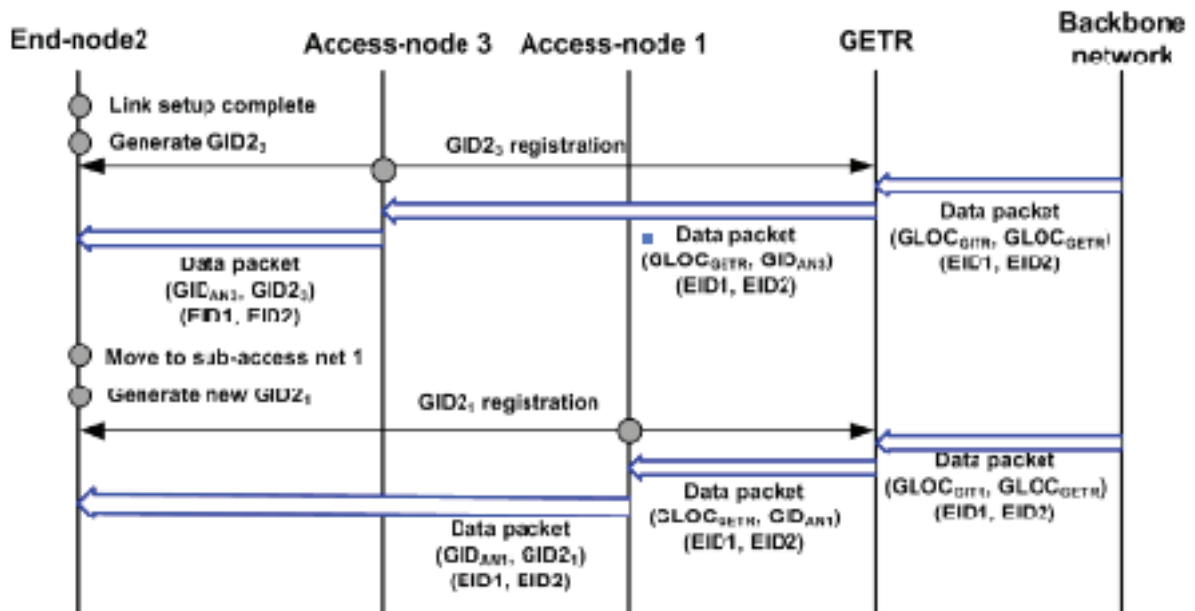 End-node2
Access-node 3
Access-node 1
GETR
Backbone
network
Link setup complete
Generate GID2₃
GID2₃ registration
Data packet
(GLOC_GITR, GLOC_GETR)
(EID1, EID2)
Data packet
(GLOC_GETR, GID_AN3)
(EID1, EID2)
Data packet
(GID_AN3, GID2₃)
(EID1, EID2)
Move to sub-access net 1
Generate new GID2₁
GID2₁ registration
Data packet
(GLOC, GLOC_GETR)
(EID1, EID2)
Data packet
(GLOC_GETR, GID_AN1)
(EID1, EID2)
Data packet
(GID_AN1, GID2₁)
(EID1, EID2)